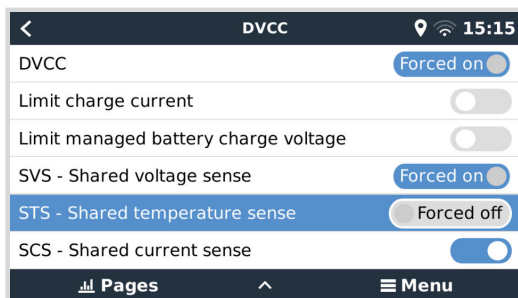 DVCC 15:15
DVCC Forced on
Limit charge current
Limit managed battery charge voltage
SVS - Shared voltage sense Forced on
STS - Shared temperature sense Forced off
SCS - Shared current sense
Pages Menu